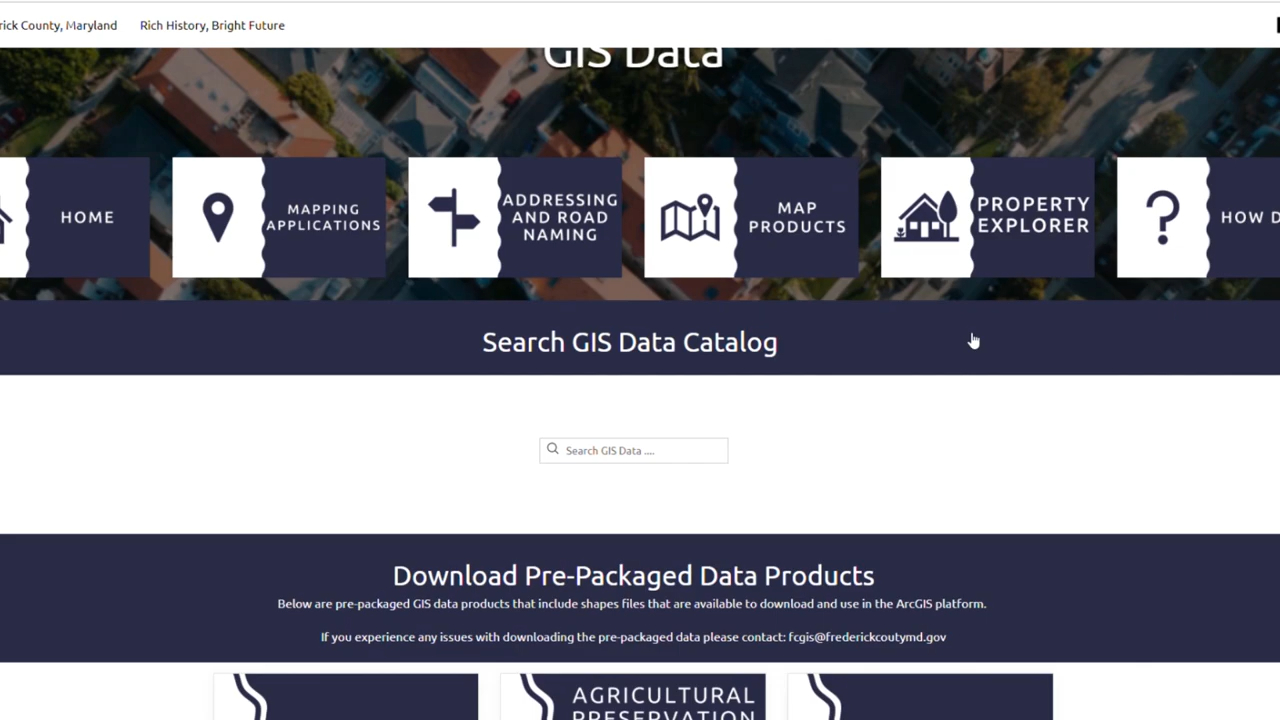 rick County, Maryland Rich History, Bright Future
GIS Data
HOME
MAPPING
APPLICATIONS
ADDRESSING
AND ROAD
NAMING
MAP
PRODUCTS
PROPERTY
EXPLORER
HOW D
Search GIS Data Catalog
Search GIS Data ....
Download Pre-Packaged Data Products
Below are pre-packaged GIS data products that include shapes files that are available to download and use in the ArcGIS platform.
If you experience any issues with downloading the pre-packaged data please contact: fcgis@frederickcoutymd.gov
AGRICULTURAL
PRESERVATION